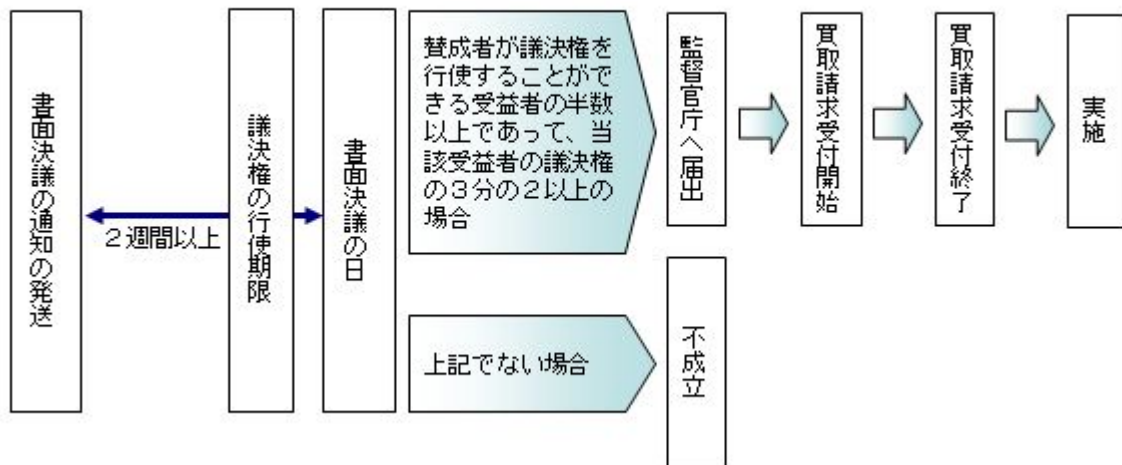 書面決議の通知の発送
２週間以上
議決権の行使期限
書面決議の日
賛成者が議決権を
行使することがで
きる受益者の半数
以上であって、当
該受益者の議決権
の３分の２以上の
場合
監督官庁へ届出
買取請求受付開始
買取請求受付終了
実施
上記でない場合
不成立